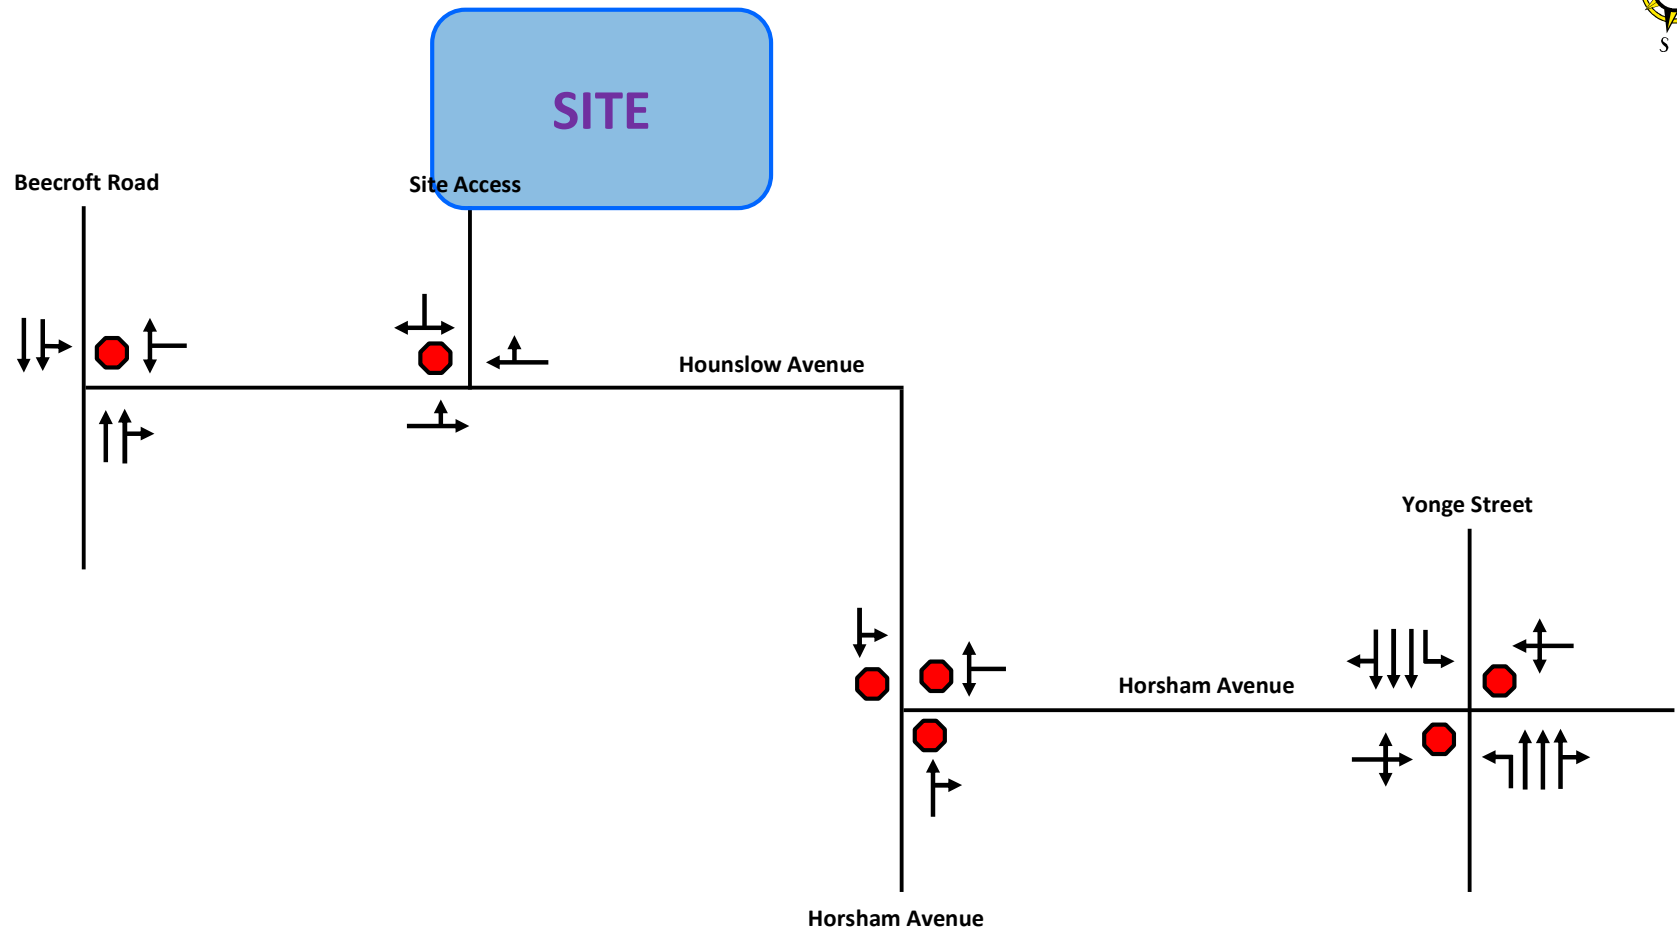 S
SITE
Beecroft Road
Site Access
Hounslow Avenue
Yonge Street
Horsham Avenue
Horsham Avenue